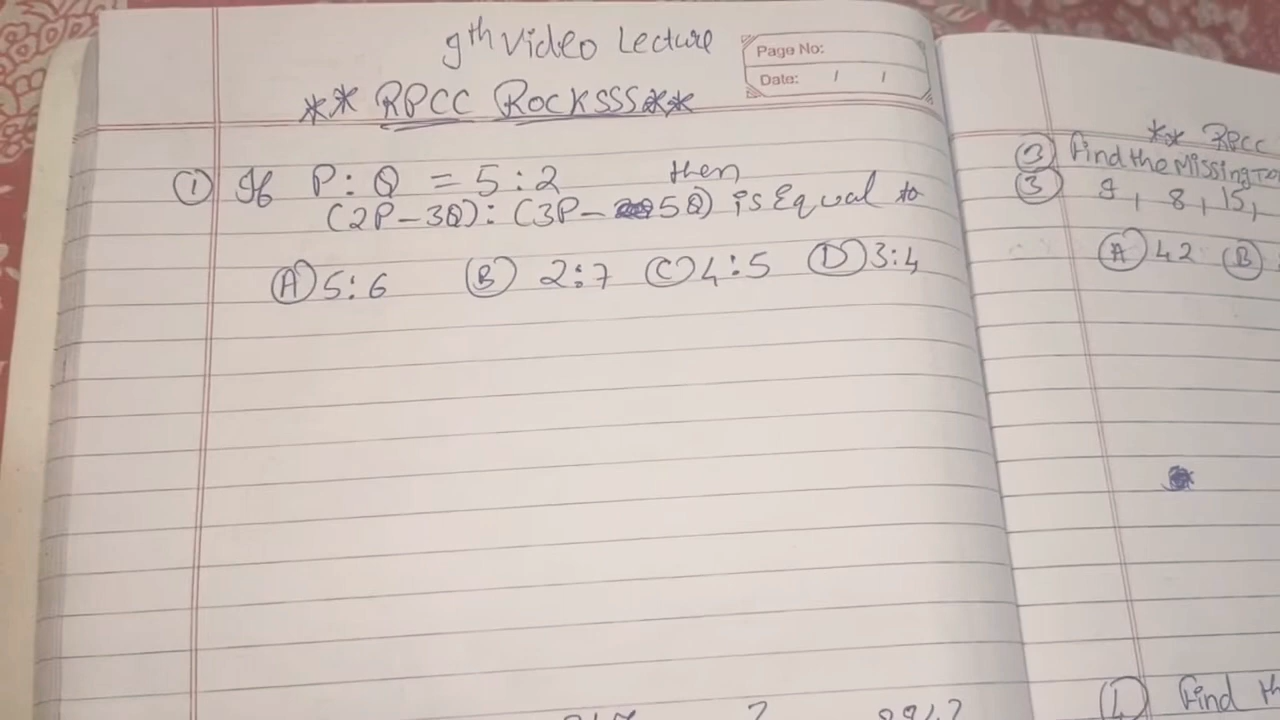 9th Video Lecture
Page No:
Date: / /
** RPCC RockSSS**
① If P : Q = 5 : 2 then
(2P-3Q) : (3P-5Q) is Equal to
Ⓐ 5:6 Ⓑ 2:7 Ⓒ 4:5 Ⓓ 3:4
** RPCC
③ Find the Missing
③ 9, 8, 15,
Ⓐ 42 Ⓑ
④ Find